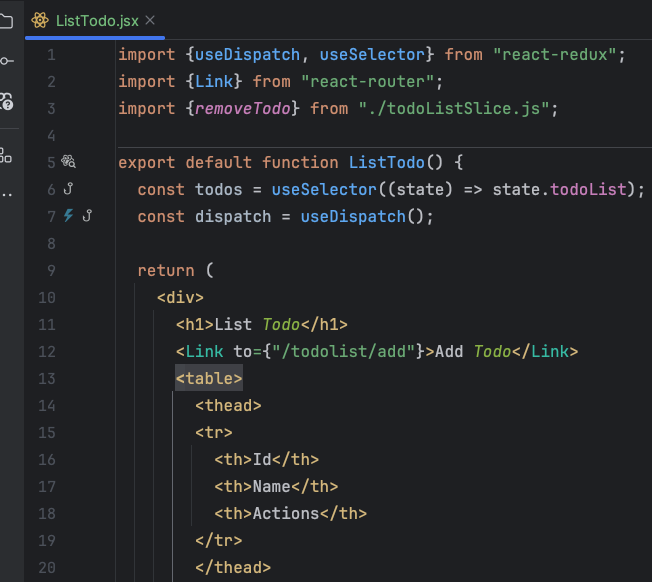 ListTodo.jsx
1 import {useDispatch, useSelector} from "react-redux";
2 import {Link} from "react-router";
3 import {removeTodo} from "./todoListSlice.js";
4
5 export default function ListTodo() {
6   const todos = useSelector((state) => state.todoList);
7   const dispatch = useDispatch();
8
9   return (
10     <div>
11       <h1>List Todo</h1>
12       <Link to={"/todolist/add"}>Add Todo</Link>
13       <table>
14         <thead>
15         <tr>
16           <th>Id</th>
17           <th>Name</th>
18           <th>Actions</th>
19         </tr>
20         </thead>